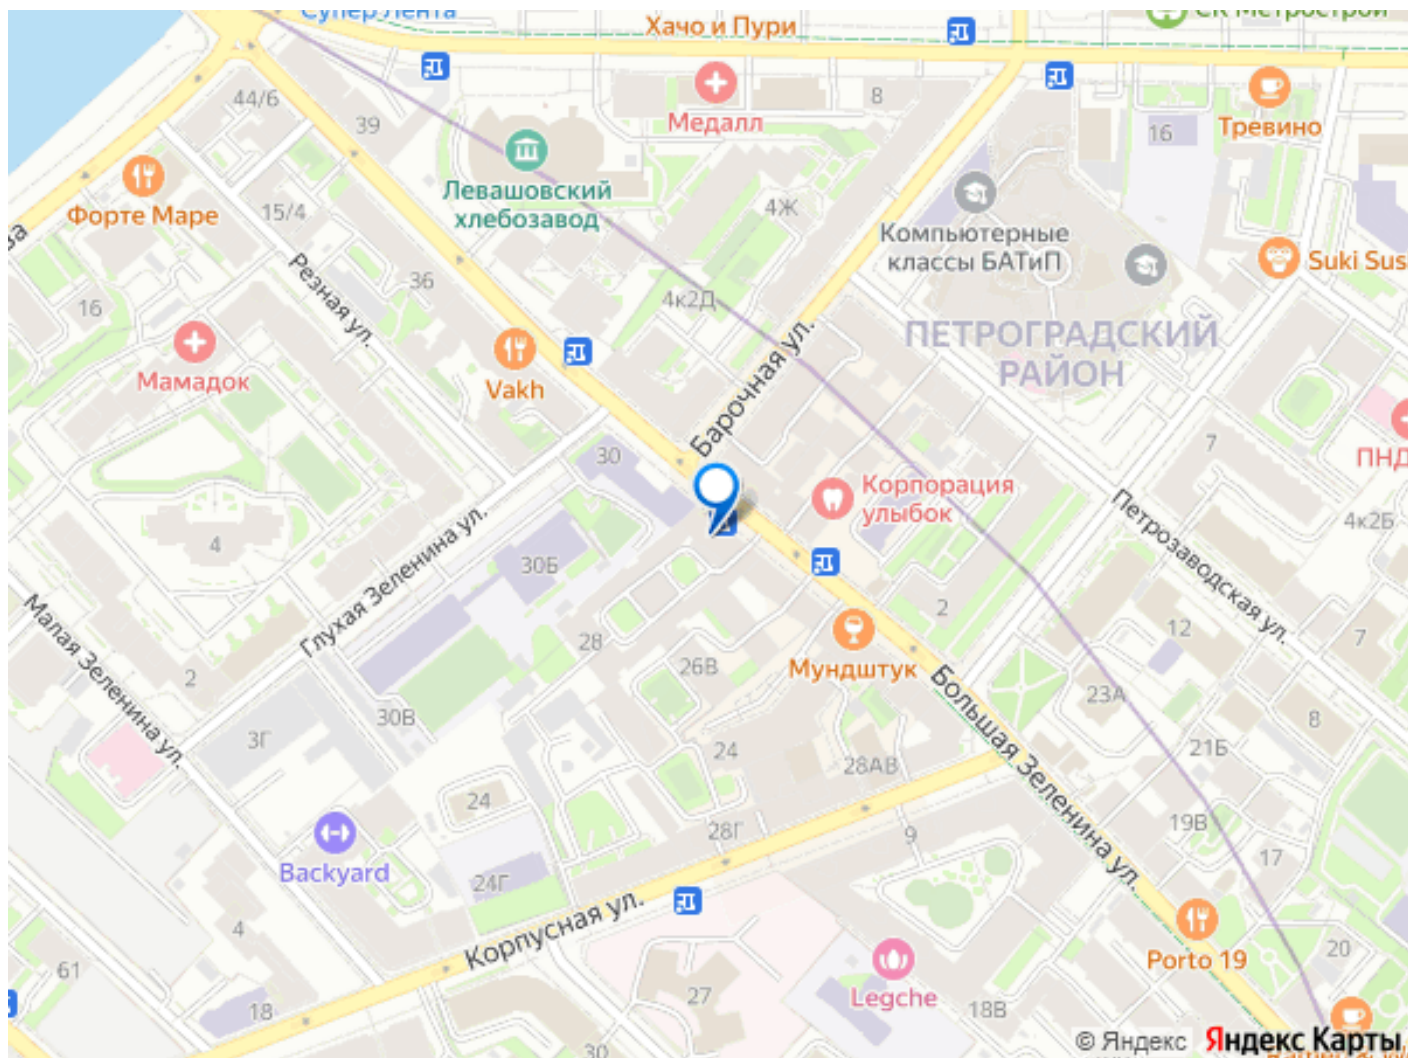 Супер Лента
Хачо и Пури
СК Метрострой
44/6
39
Медалл
8
16
Тревино
Форте Маре
15/4
Левашовский
хлебозавод
4Ж
Компьютерные
классы БАТиП
Suki Sus
Резная ул.
36
4к2Д
16
ПЕТРОГРАДСКИЙ
РАЙОН
Мамадок
Vakh
Барочная ул.
7
ПНД
30
Корпорация
улыбок
4
30Б
Глухая Зеленина ул.
Петрозаводская ул.
4к2Б
Малая Зеленина ул.
28
2
12
7
2
26В
Мундштук
Большая Зеленина ул.
23А
30В
3Г
24
28АВ
21Б
8
24
28Г
9
19В
17
Backyard
24Г
Корпусная ул.
4
Porto 19
20
61
18
27
Legche
18В
30
© Яндекс
Яндекс Карты